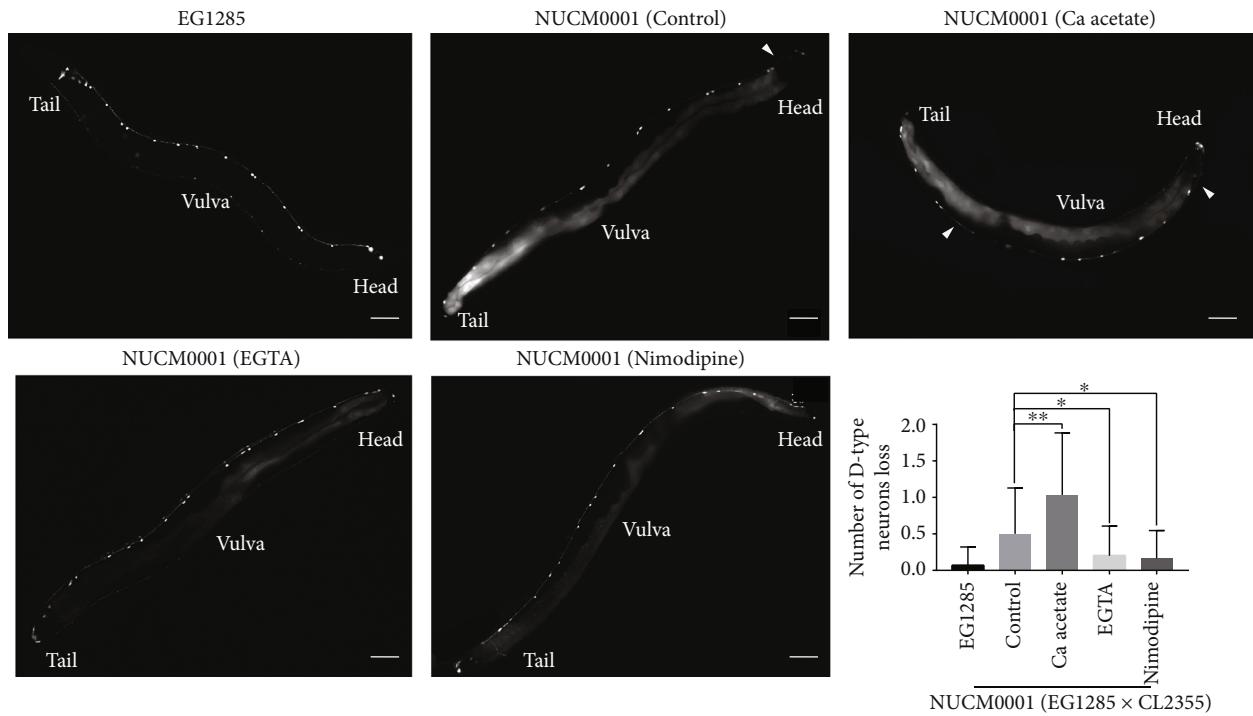 EG1285
NUCM0001 (Control)
NUCM0001 (Ca acetate)
Tail
Vulva
Head
Head
Vulva
Tail
Tail
Head
Vulva
NUCM0001 (EGTA)
NUCM0001 (Nimodipine)
Head
Vulva
Tail
Head
Vulva
Tail
Number of D-type
neurons loss
2.0
1.5
1.0
0.5
0.0
*
*
**
EG1285
Control
Ca acetate
EGTA
Nimodipine
NUCM0001 (EG1285 × CL2355)